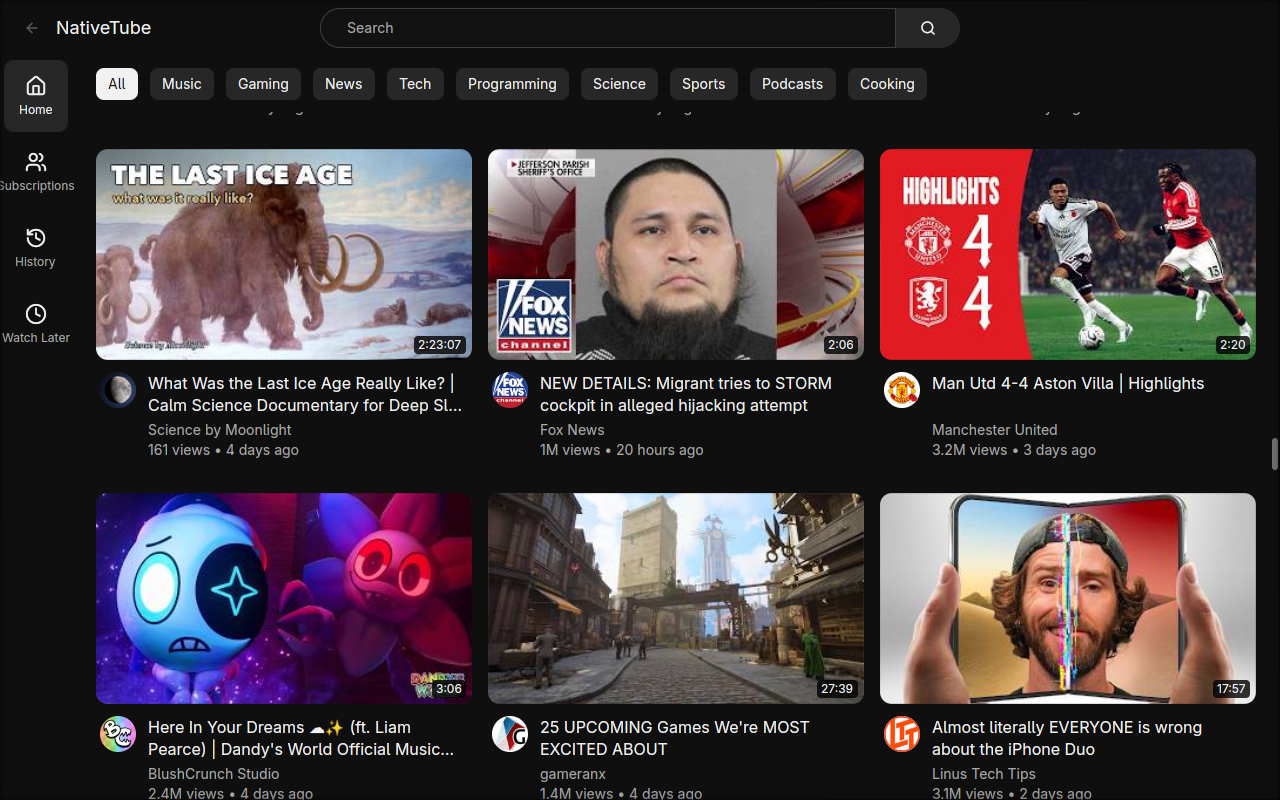 NativeTube
Search
Home
Subscriptions
History
Watch Later
All
Music
Gaming
News
Tech
Programming
Science
Sports
Podcasts
Cooking
THE LAST ICE AGE
what was it really like?
Science by Moonlight
2:23:07
What Was the Last Ice Age Really Like? |
Calm Science Documentary for Deep Sl...
Science by Moonlight
161 views • 4 days ago
JEFFERSON PARISH
SHERIFF'S OFFICE
FOX
NEWS
channel
2:06
NEW DETAILS: Migrant tries to STORM
cockpit in alleged hijacking attempt
Fox News
1M views • 20 hours ago
HIGHLIGHTS
4
4
13
2:20
Man Utd 4-4 Aston Villa | Highlights
Manchester United
3.2M views • 3 days ago
3:06
Here In Your Dreams ☁✨ (ft. Liam
Pearce) | Dandy's World Official Music...
BlushCrunch Studio
2.4M views • 4 days ago
27:39
25 UPCOMING Games We're MOST
EXCITED ABOUT
gameranx
1.4M views • 4 days ago
17:57
Almost literally EVERYONE is wrong
about the iPhone Duo
Linus Tech Tips
3.1M views • 2 days ago